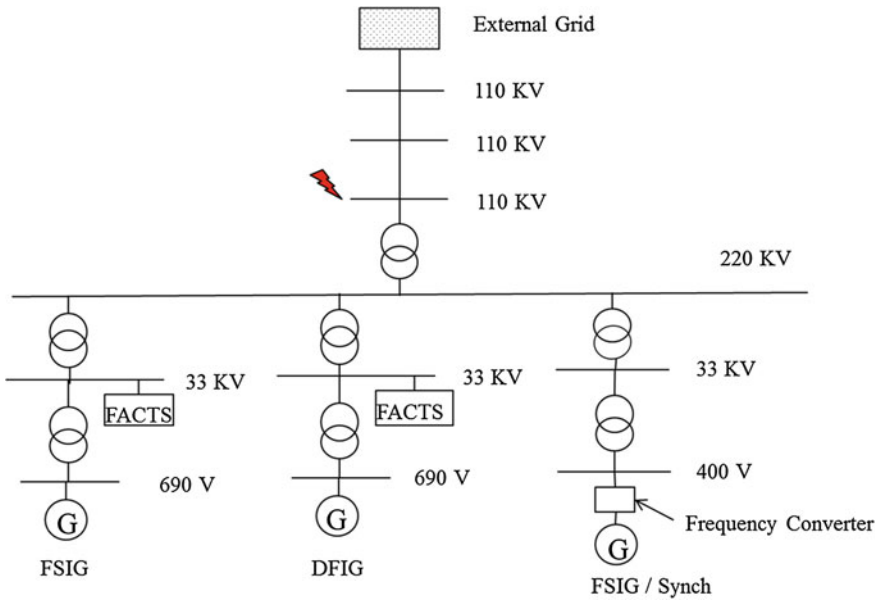 External Grid
110 KV
110 KV
110 KV
220 KV
33 KV
33 KV
33 KV
FACTS
FACTS
690 V
690 V
400 V
G
G
Frequency Converter
G
FSIG
DFIG
FSIG / Synch